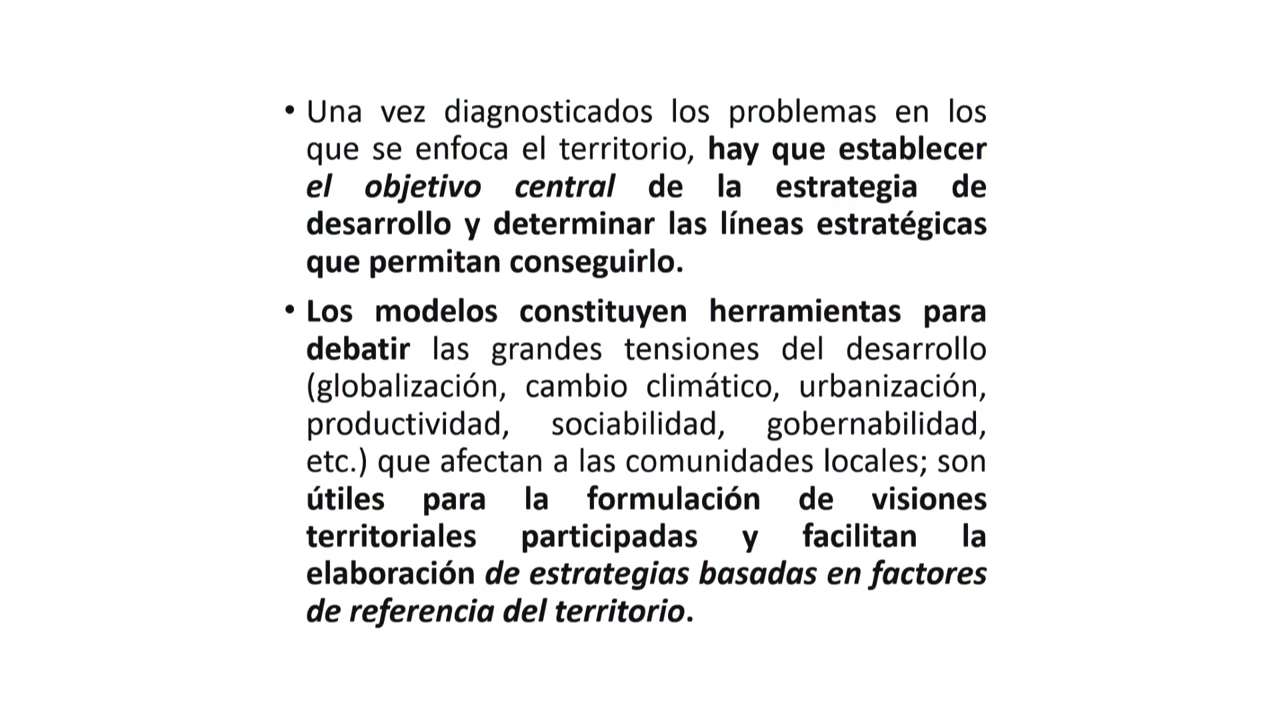 • Una vez diagnosticados los problemas en los
que se enfoca el territorio, hay que establecer
el objetivo central de la estrategia de
desarrollo y determinar las líneas estratégicas
que permitan conseguirlo.
• Los modelos constituyen herramientas para
debatir las grandes tensiones del desarrollo
(globalización, cambio climático, urbanización,
productividad, sociabilidad, gobernabilidad,
etc.) que afectan a las comunidades locales; son
útiles para la formulación de visiones
territoriales participadas y facilitan la
elaboración de estrategias basadas en factores
de referencia del territorio.